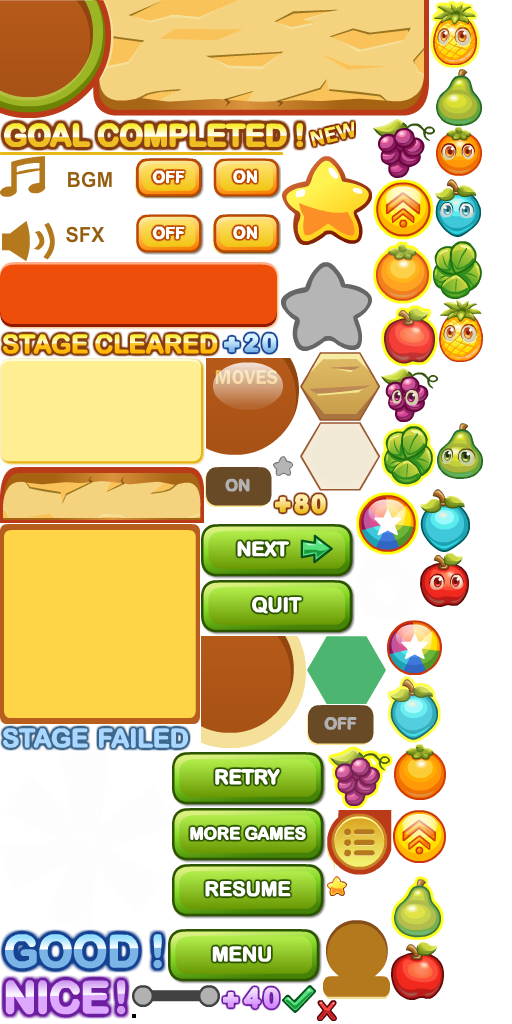 GOAL COMPLETED!
NEW
BGM
OFF
ON
SFX
OFF
ON
STAGE CLEARED
+20
MOVES
ON
+80
NEXT
QUIT
OFF
STAGE FAILED
RETRY
MORE GAMES
RESUME
GOOD!
MENU
NICE!
+40